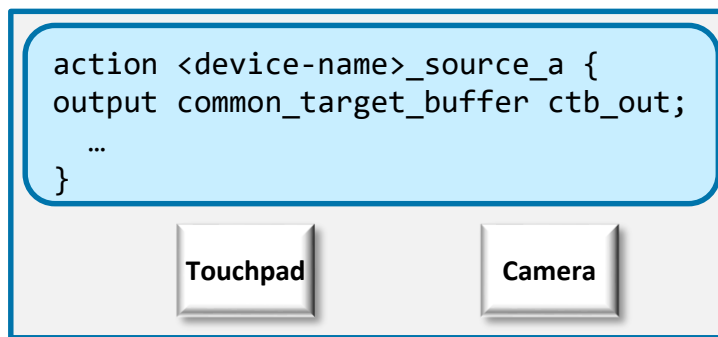 action <device-name>_source_a {
output common_target_buffer ctb_out;
…
}
Touchpad
Camera